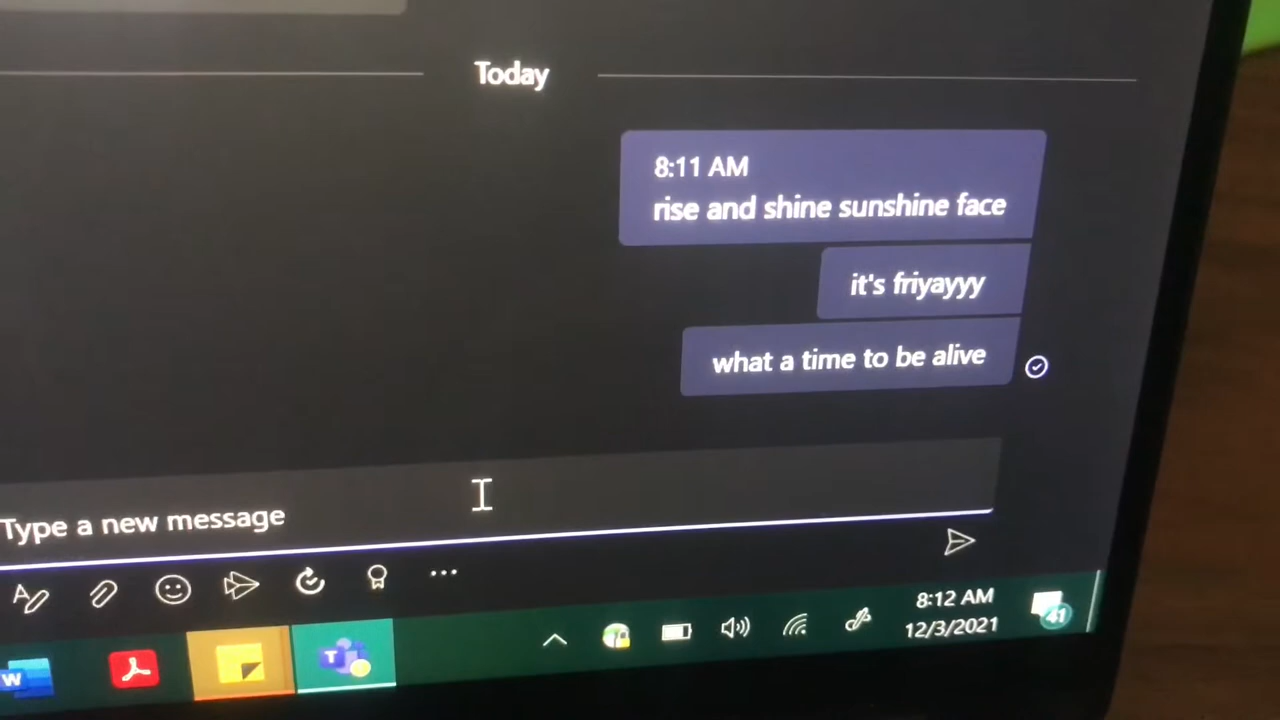 Today
8:11 AM
rise and shine sunshine face
it's friyayyy
what a time to be alive
Type a new message
8:12 AM
12/3/2021
41
W
T